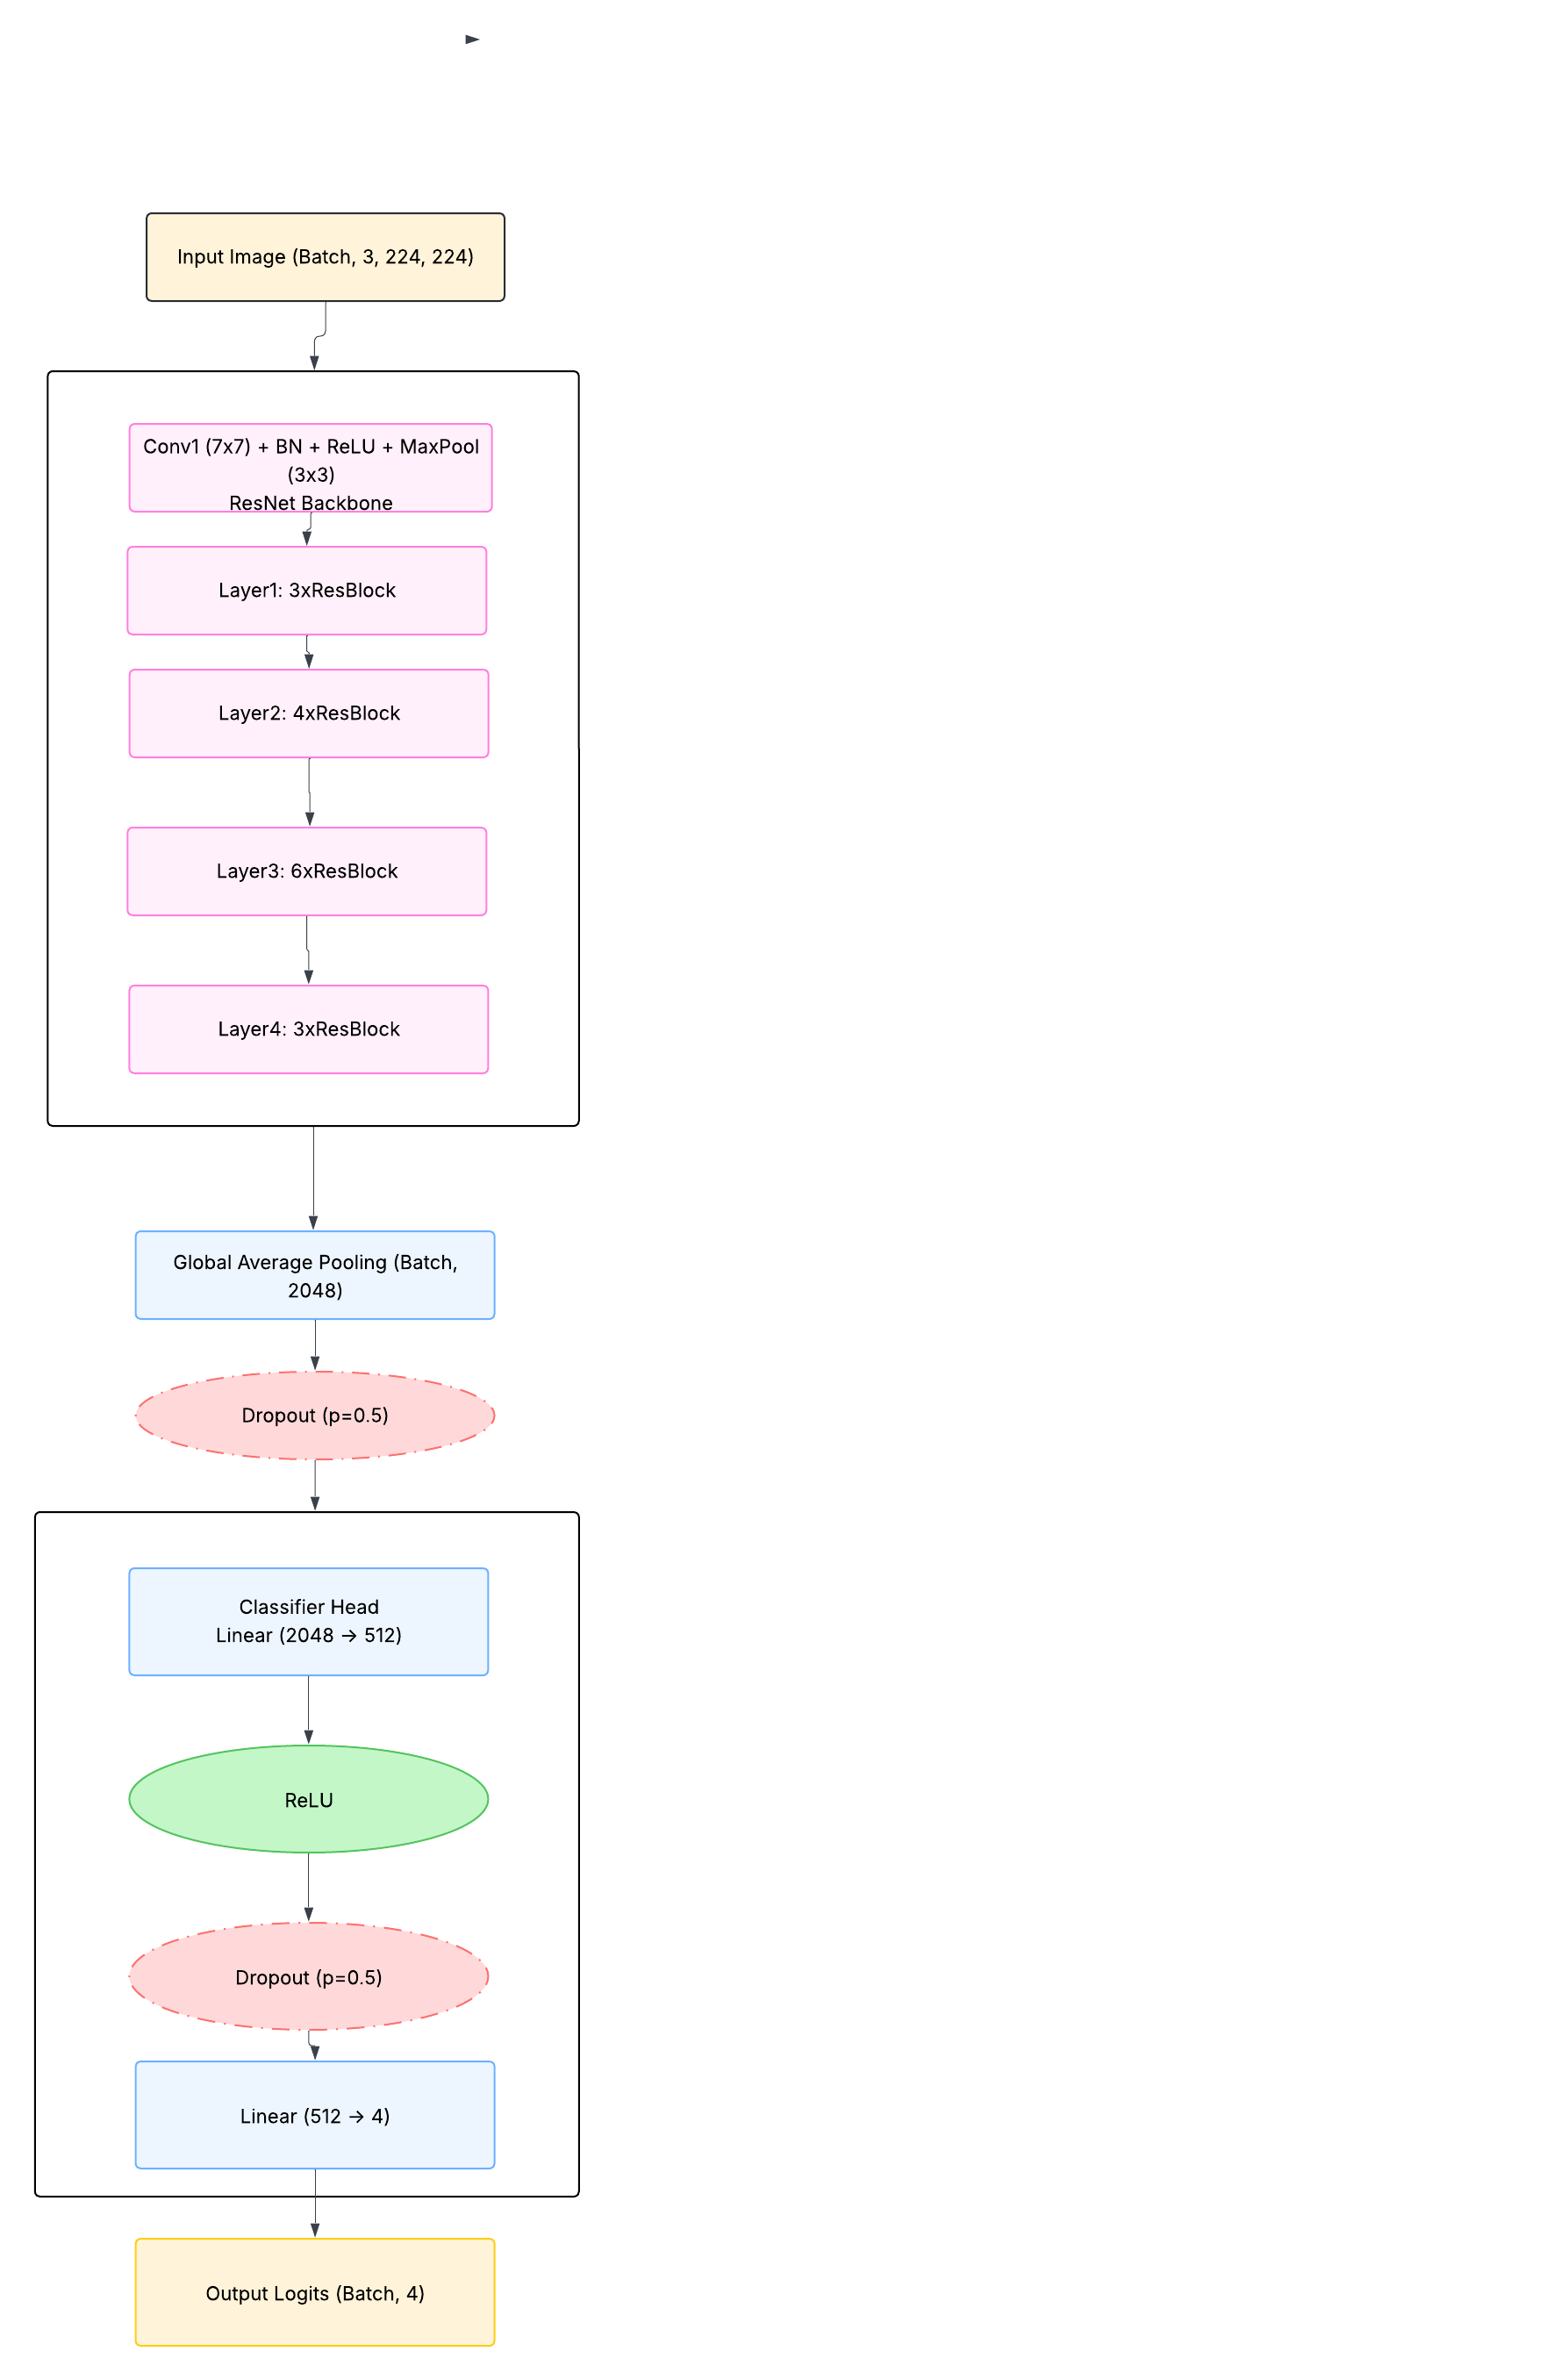 Input Image (Batch, 3, 224, 224)
Conv1 (7x7) + BN + ReLU + MaxPool
(3x3)
ResNet Backbone
Layer1: 3xResBlock
Layer2: 4xResBlock
Layer3: 6xResBlock
Layer4: 3xResBlock
Global Average Pooling (Batch,
2048)
Dropout (p=0.5)
Classifier Head
Linear (2048 → 512)
ReLU
Dropout (p=0.5)
Linear (512 → 4)
Output Logits (Batch, 4)